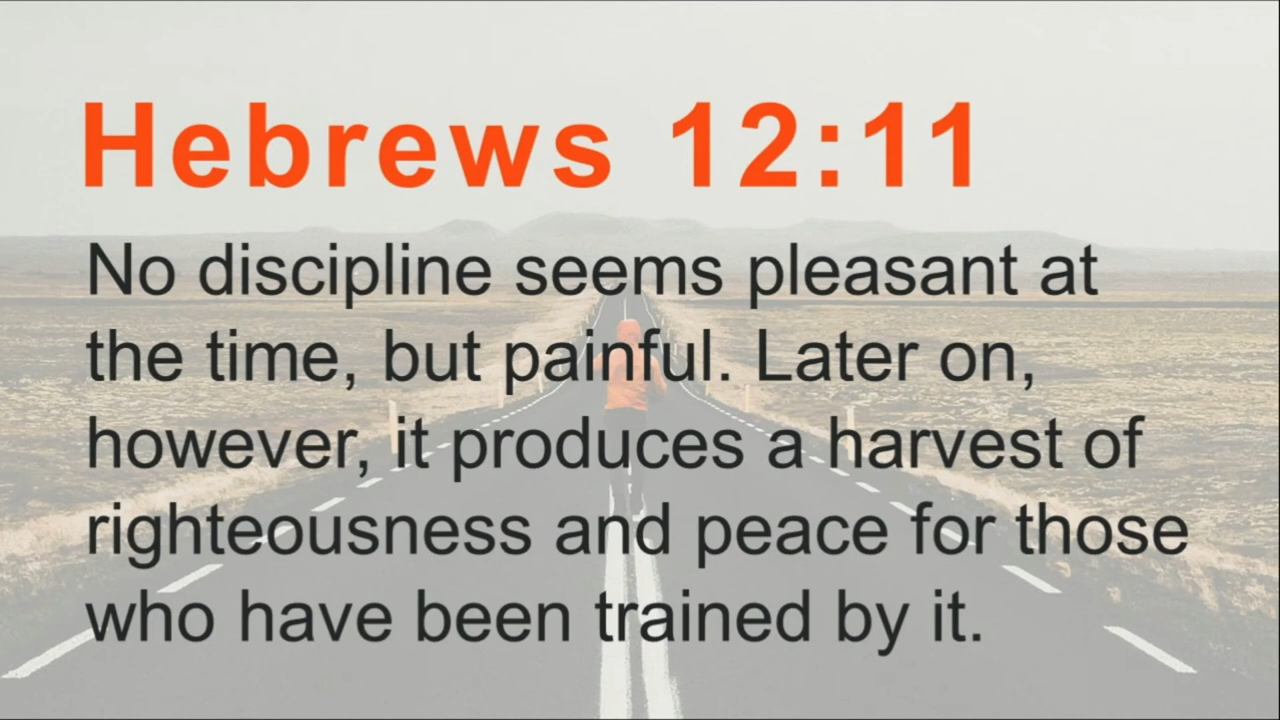 Hebrews 12:11
No discipline seems pleasant at
the time, but painful. Later on,
however, it produces a harvest of
righteousness and peace for those
who have been trained by it.